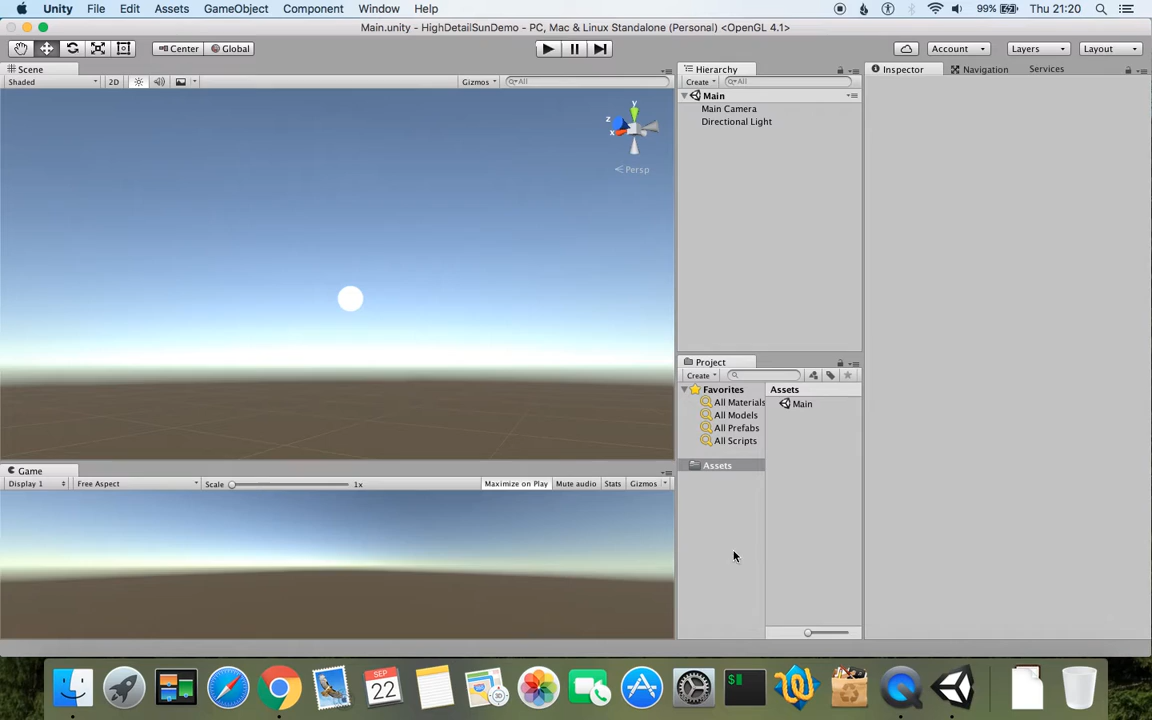 Unity File Edit Assets GameObject Component Window Help 99% Thu 21:20
Main.unity - HighDetailSunDemo - PC, Mac & Linux Standalone (Personal) <OpenGL 4.1>
Center Global Account Layers Layout
Scene
Shaded 2D Gizmos All
y
z
x
Persp
Hierarchy
Create All
Main
Main Camera
Directional Light
Inspector Navigation Services
Project
Create
Favorites
All Materials
All Models
All Prefabs
All Scripts
Assets
Assets
Main
Game
Display 1 Free Aspect Scale 1x Maximize on Play Mute audio Stats Gizmos
SEP
22
$